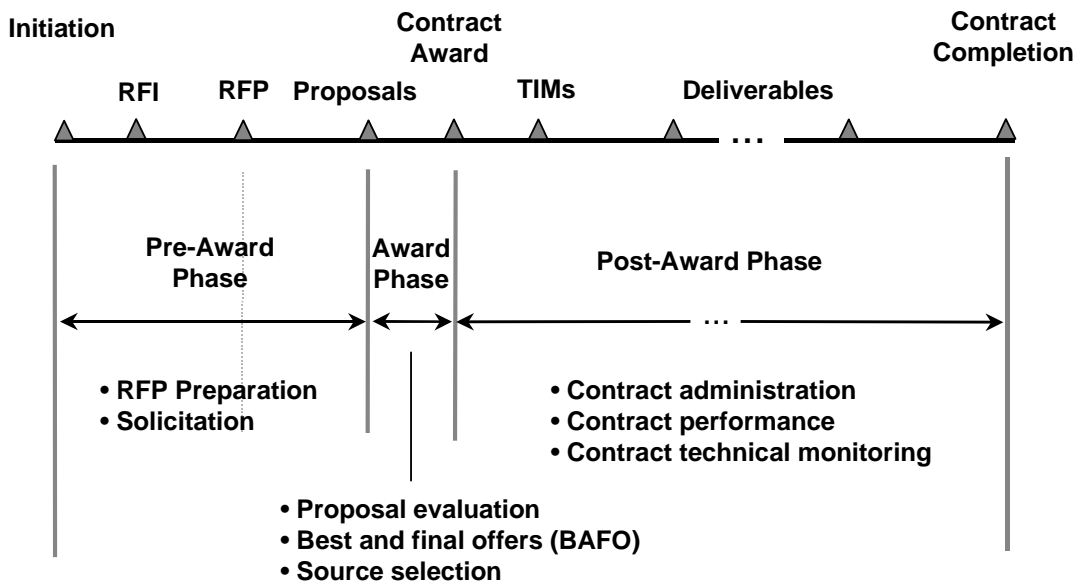 Initiation
Contract
Award
Contract
Completion
RFI
RFP
Proposals
TIMs
Deliverables
...
Pre-Award
Phase
Award
Phase
Post-Award Phase
...
• RFP Preparation
• Solicitation
• Contract administration
• Contract performance
• Contract technical monitoring
• Proposal evaluation
• Best and final offers (BAFO)
• Source selection